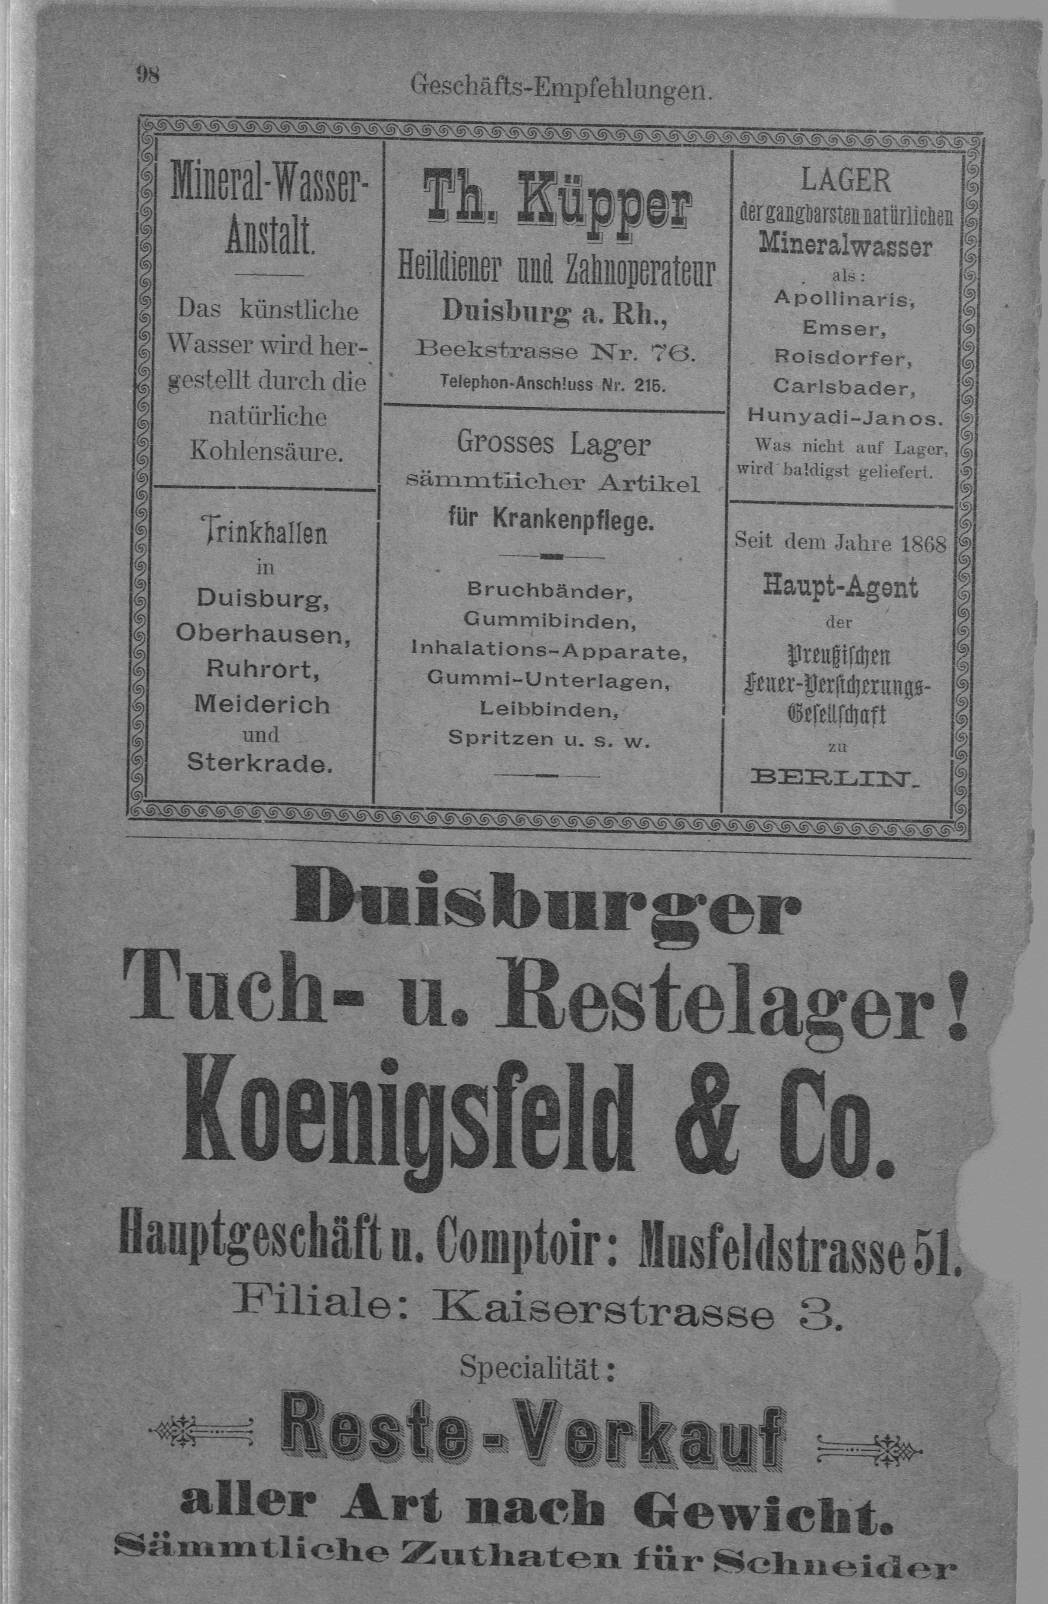 98
Geschäfts-Empfehlungen.
Mineral-Wasser-
Anstalt.
Das künstliche
Wasser wird her-
gestellt durch die
natürliche
Kohlensäure.
Trinkhallen
in
Duisburg,
Oberhausen,
Ruhrort,
Meiderich
und
Sterkrade.
Th. Küpper
Heildiener und Zahnoperateur
Duisburg a. Rh.,
Beekstrasse Nr. 76.
Telephon-Anschluss Nr. 215.
Grosses Lager
sämmtlicher Artikel
für Krankenpflege.
Bruchbänder,
Gummibinden,
Inhalations-Apparate,
Gummi-Unterlagen,
Leibbinden,
Spritzen u. s. w.
LAGER
der gangbarsten natürlichen
Mineralwasser
als:
Apollinaris,
Emser,
Roisdorfer,
Carlsbader,
Hunyadi-Janos.
Was nicht auf Lager,
wird baldigst geliefert.
Seit dem Jahre 1868
Haupt-Agent
der
Preußischen
Feuer-Versicherungs-
Gesellschaft
zu
BERLIN.
Duisburger
Tuch- u. Restelager!
Koenigsfeld & Co.
Hauptgeschäft u. Comptoir: Musfeldstrasse 51.
Filiale: Kaiserstrasse 3.
Specialität:
Reste-Verkauf
aller Art nach Gewicht.
Sämmtliche Zuthaten für Schneider